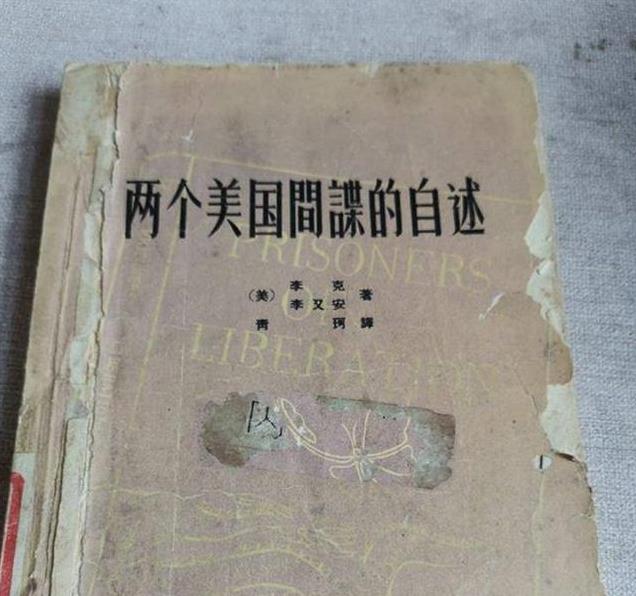 两个美国間諜的自述
PRISONERS
OF
LIBERATION
(美) 李克 著
李又安
青珂譯